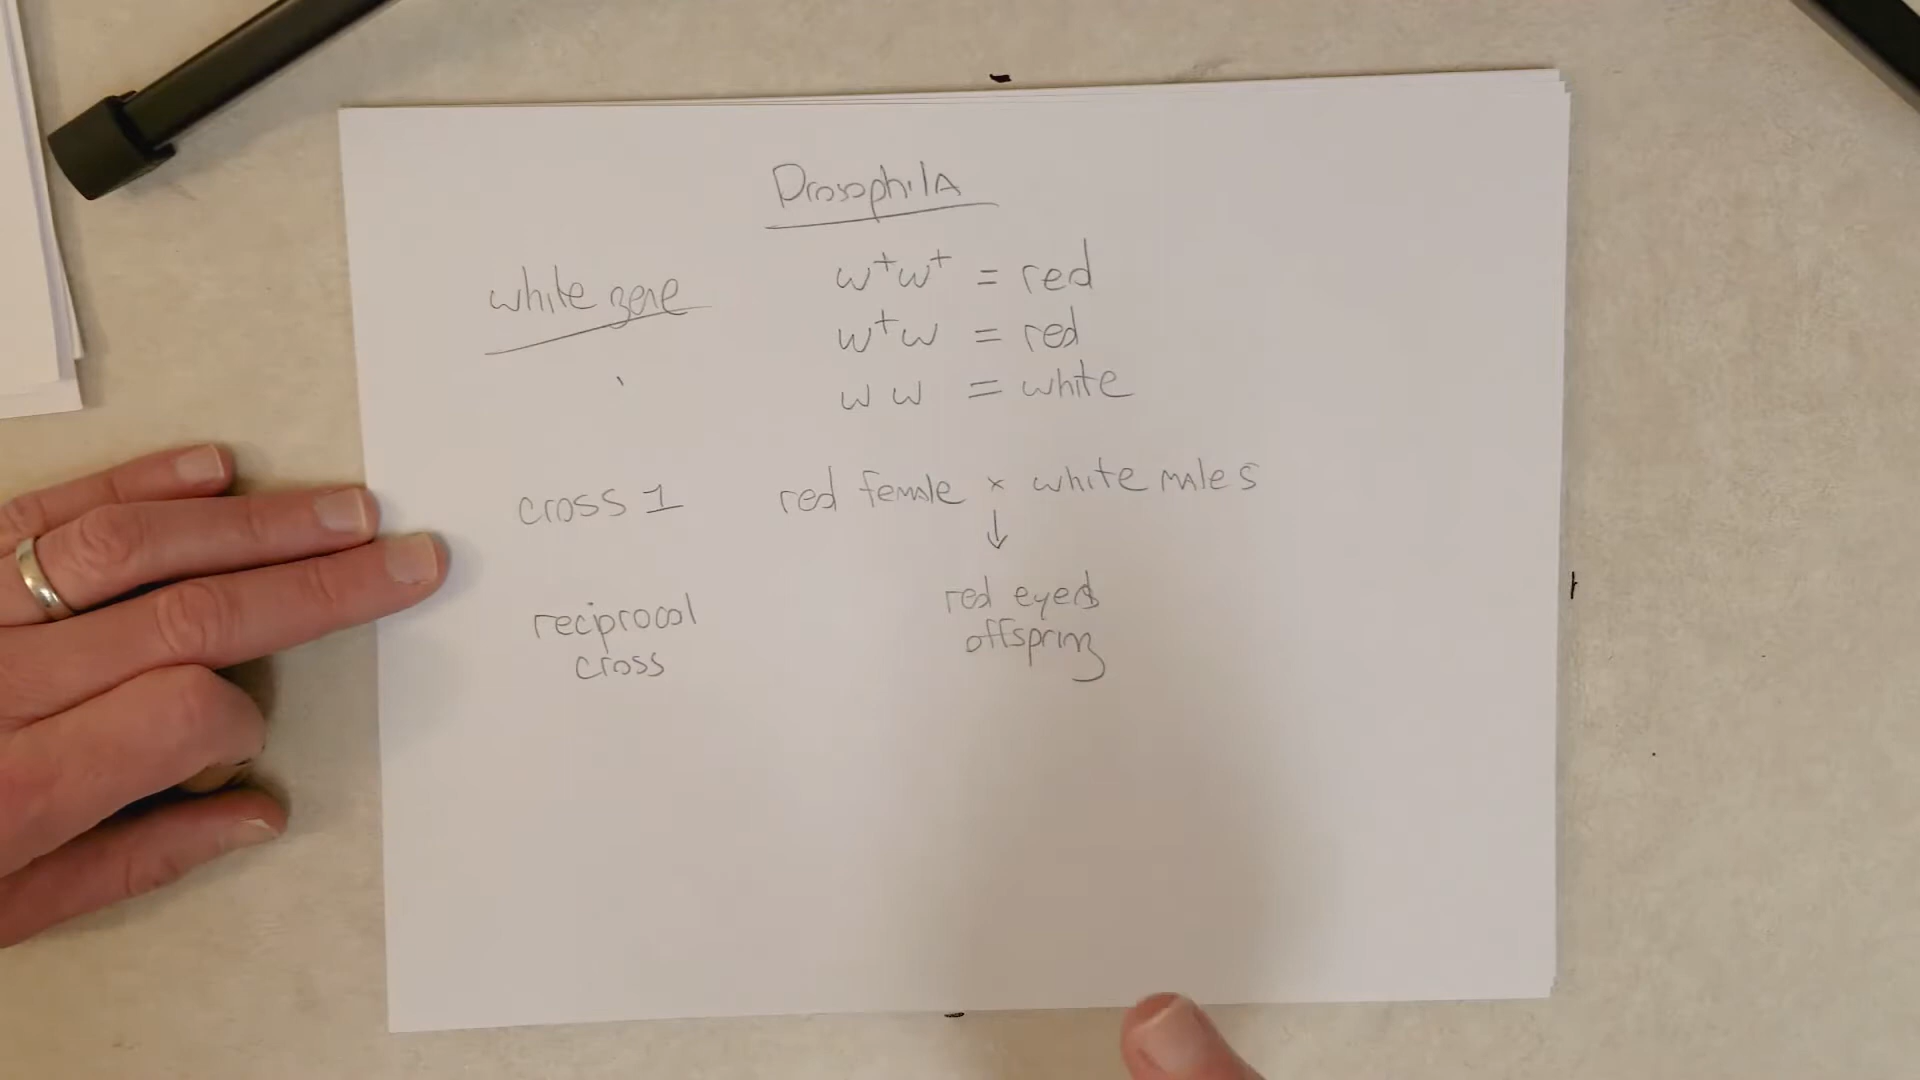 DrosophilA
white gene
w⁺w⁺ = red
w⁺w = red
w w = white
cross 1 red female × white males
↓
reciprocal
cross
red eyed
offspring